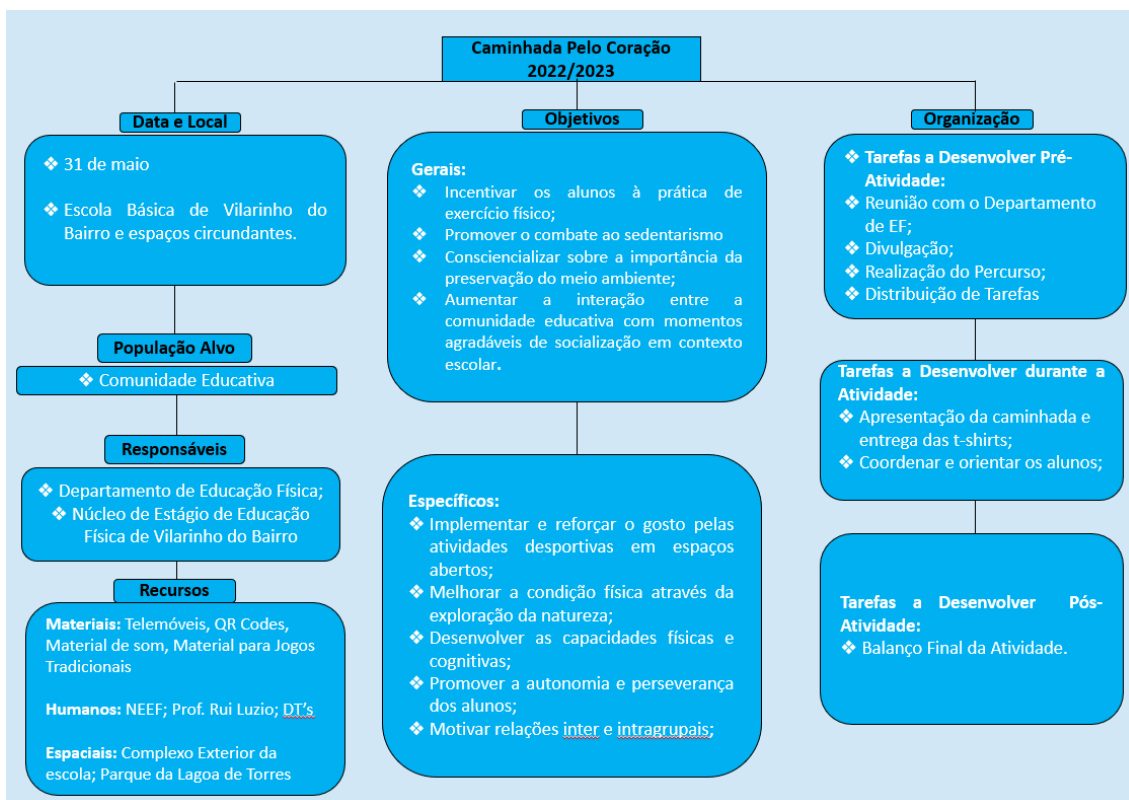 Caminhada Pelo Coração
2022/2023
Data e Local
❖ 31 de maio
❖ Escola Básica de Vilarinho do
Bairro e espaços circundantes.
População Alvo
❖ Comunidade Educativa
Responsáveis
❖ Departamento de Educação Física;
❖ Núcleo de Estágio de Educação
Física de Vilarinho do Bairro
Recursos
Materiais: Telemóveis, QR Codes,
Material de som, Material para Jogos
Tradicionais
Humanos: NEEF; Prof. Rui Luzio; DT's
Espaciais: Complexo Exterior da
escola; Parque da Lagoa de Torres
Objetivos
Gerais:
❖ Incentivar os alunos à prática de
exercício físico;
❖ Promover o combate ao sedentarismo
❖ Consciencializar sobre a importância da
preservação do meio ambiente;
❖ Aumentar a interação entre a
comunidade educativa com momentos
agradáveis de socialização em contexto
escolar.
Específicos:
❖ Implementar e reforçar o gosto pelas
atividades desportivas em espaços
abertos;
❖ Melhorar a condição física através da
exploração da natureza;
❖ Desenvolver as capacidades físicas e
cognitivas;
❖ Promover a autonomia e perseverança
dos alunos;
❖ Motivar relações inter e intragrupais;
Organização
❖ Tarefas a Desenvolver Pré-
Atividade:
❖ Reunião com o Departamento
de EF;
❖ Divulgação;
❖ Realização do Percurso;
❖ Distribuição de Tarefas
Tarefas a Desenvolver durante a
Atividade:
❖ Apresentação da caminhada e
entrega das t-shirts;
❖ Coordenar e orientar os alunos;
Tarefas a Desenvolver Pós-
Atividade:
❖ Balanço Final da Atividade.